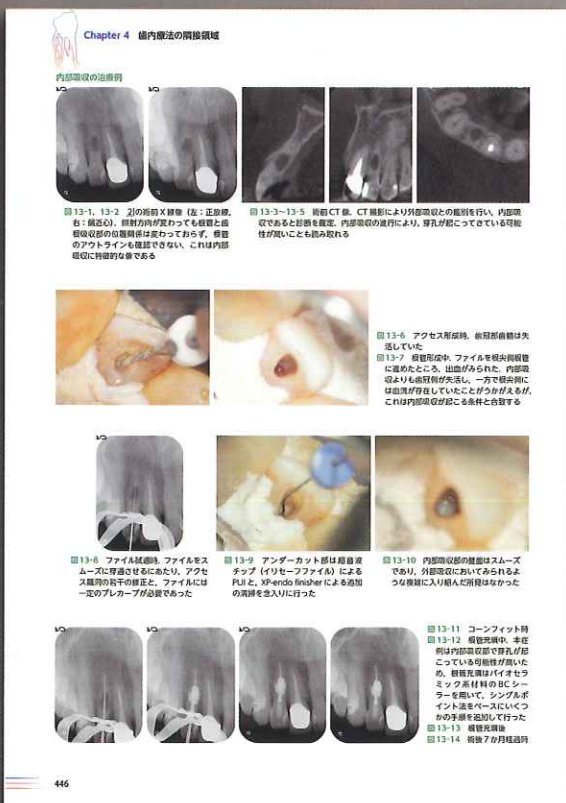 Chapter 4 歯内療法の隣接領域
内部吸収の治療例
図13-1，13-2 2|の術前X線像（左：正放線，
右：偏近心）．照射方向が変わっても根管と歯
根吸収部の位置関係は変わっておらず，根管
のアウトラインも確認できない．これは内部
吸収に特徴的な像である
図13-3～13-5 術前CT像．CT撮影により外部吸収との鑑別を行い，内部吸
収であると診断を確定．内部吸収の進行により，穿孔が起こってきている可能
性が高いことも読み取れる
図13-6 アクセス形成時．歯冠部歯髄は失
活していた
図13-7 根管形成中．ファイルを根尖側根管
に進めたところ，出血がみられた．内部吸
収よりも歯冠側が失活し，一方で根尖側に
は血流が存在していたことがうかがえるが，
これは内部吸収が起こる条件と合致する
図13-8 ファイル試適時．ファイルをス
ムーズに穿通させるにあたり，アクセ
ス窩洞の若干の修正と，ファイルには
一定のプレカーブが必要であった
図13-9 アンダーカット部は超音波
チップ（イリセーフファイル）による
PUIと，XP-endo finisherによる追加
の清掃を念入りに行った
図13-10 内部吸収部の壁面はスムーズ
であり，外部吸収においてみられるよ
うな複雑に入り組んだ所見はなかった
図13-11 コーンフィット時
図13-12 根管充填中．本症
例は内部吸収部で穿孔が起
こっている可能性が高いた
め，根管充填はバイオセラ
ミック系材料のBCシー
ラーを用いて，シングルポ
イント法をベースにいくつ
かの手順を追加して行った
図13-13 根管充填後
図13-14 術後7か月経過時
446